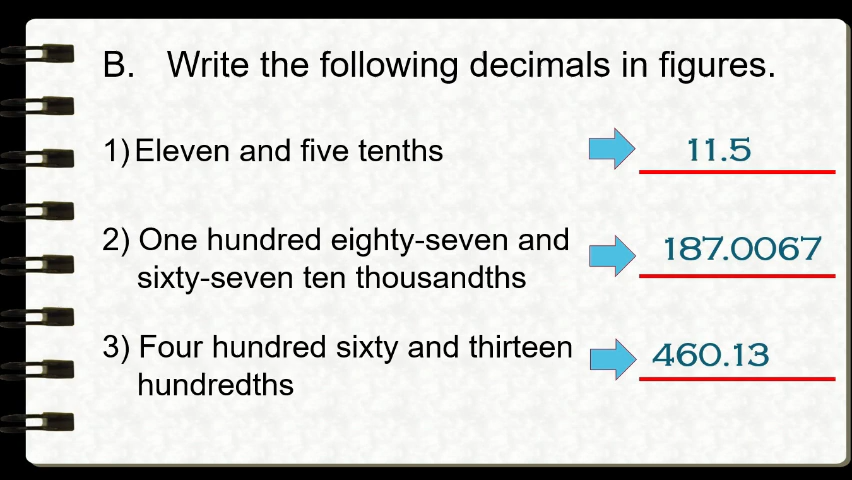 B. Write the following decimals in figures.
1) Eleven and five tenths
11.5
2) One hundred eighty-seven and
sixty-seven ten thousandths
187.0067
3) Four hundred sixty and thirteen
hundredths
460.13